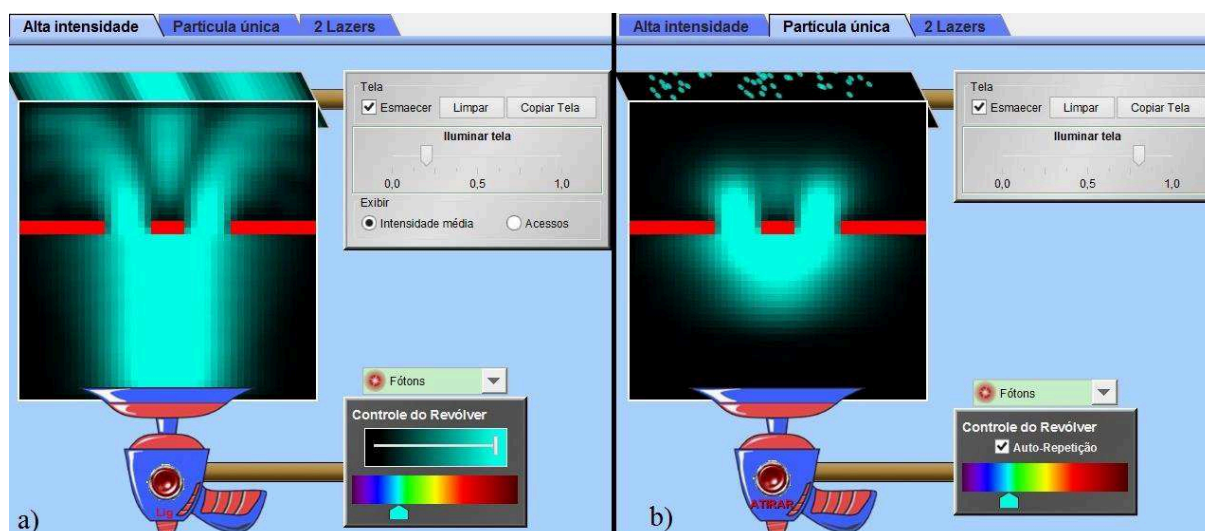 Alta intensidade Partícula única 2 Lazers
Tela
Esmaecer Limpar Copiar Tela
Iluminar tela
0,0 0,5 1,0
Exibir
Intensidade média Acessos
Fótons
Controle do Revólver
Lig
a)
Alta intensidade Partícula única 2 Lazers
Tela
Esmaecer Limpar Copiar Tela
Iluminar tela
0,0 0,5 1,0
Fótons
Controle do Revólver
Auto-Repetição
ATIRAR
b)